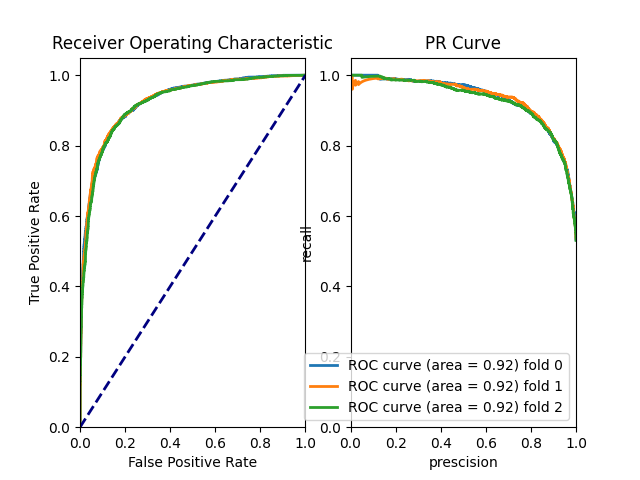 Receiver Operating Characteristic
PR Curve
1.0
0.8
0.6
0.4
0.2
0.0
True Positive Rate
0.0 0.2 0.4 0.6 0.8 1.0
False Positive Rate
1.0
0.8
0.6
0.4
0.2
0.0
recall
ROC curve (area = 0.92) fold 0
ROC curve (area = 0.92) fold 1
ROC curve (area = 0.92) fold 2
0.0 0.2 0.4 0.6 0.8 1.0
prescision